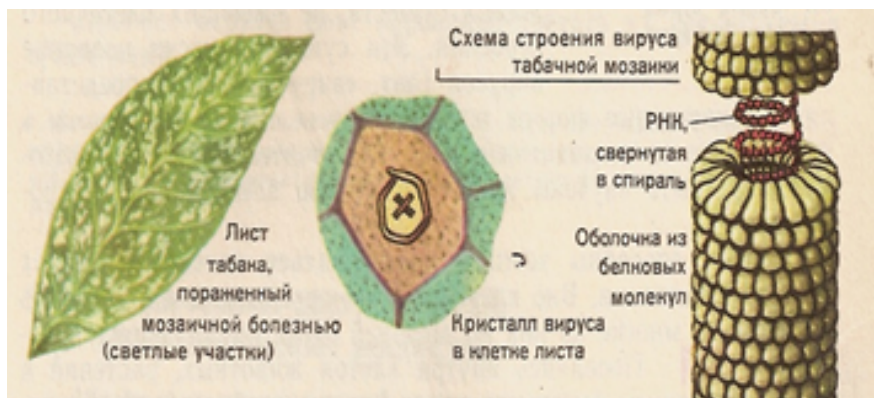 Схема строения вируса
табачной мозаики
РНК,
свернутая
в спираль
Лист
табака,
пораженный
мозаичной болезнью
(светлые участки)
Оболочка из
белковых
молекул
Кристалл вируса
в клетке листа